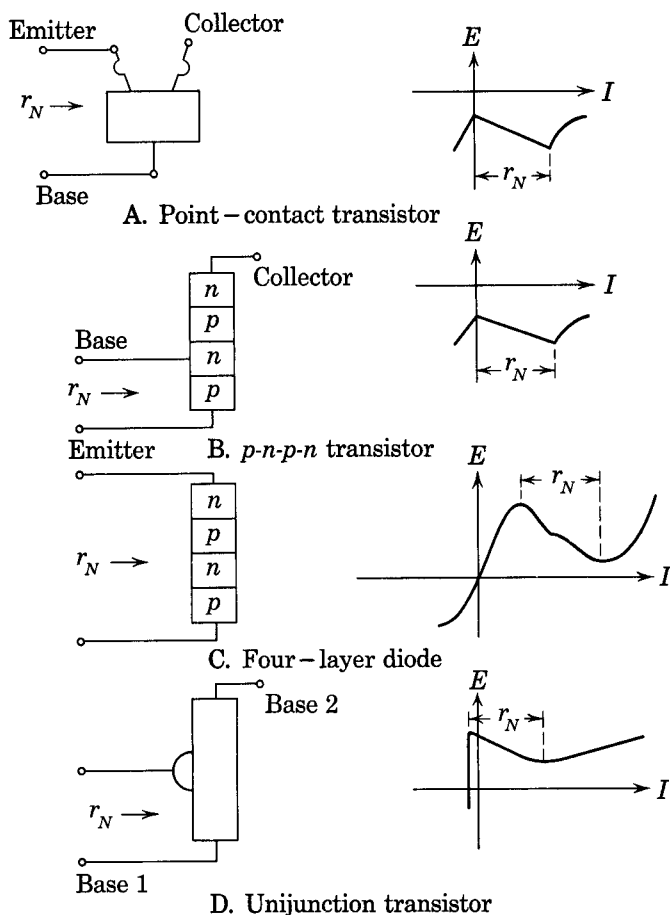 Emitter
Collector
r_N →
Base
E
I
r_N
A. Point–contact transistor
Collector
n
p
n
p
Base
r_N →
Emitter
E
I
r_N
B. p-n-p-n transistor
n
p
n
p
r_N →
E
r_N
I
C. Four–layer diode
Base 2
r_N →
Base 1
E
r_N
I
D. Unijunction transistor